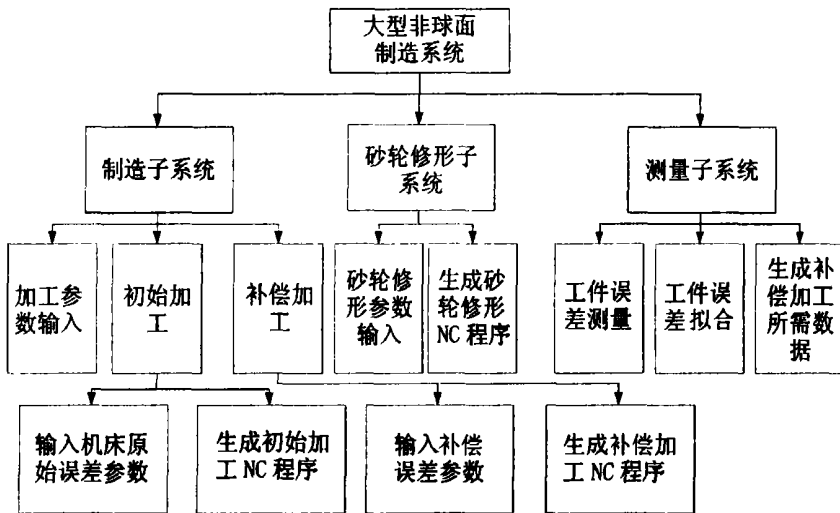 大型非球面
制造系统
制造子系统
砂轮修形子
系统
测量子系统
加工参
数输入
初始加
工
补偿加
工
砂轮修
形参数
输入
生成砂
轮修形
NC 程序
工件误
差测量
工件误
差拟合
生成补
偿加工
所需数
据
输入机床原
始误差参数
生成初始加
工 NC 程序
输入补偿
误差参数
生成补偿加
工 NC 程序